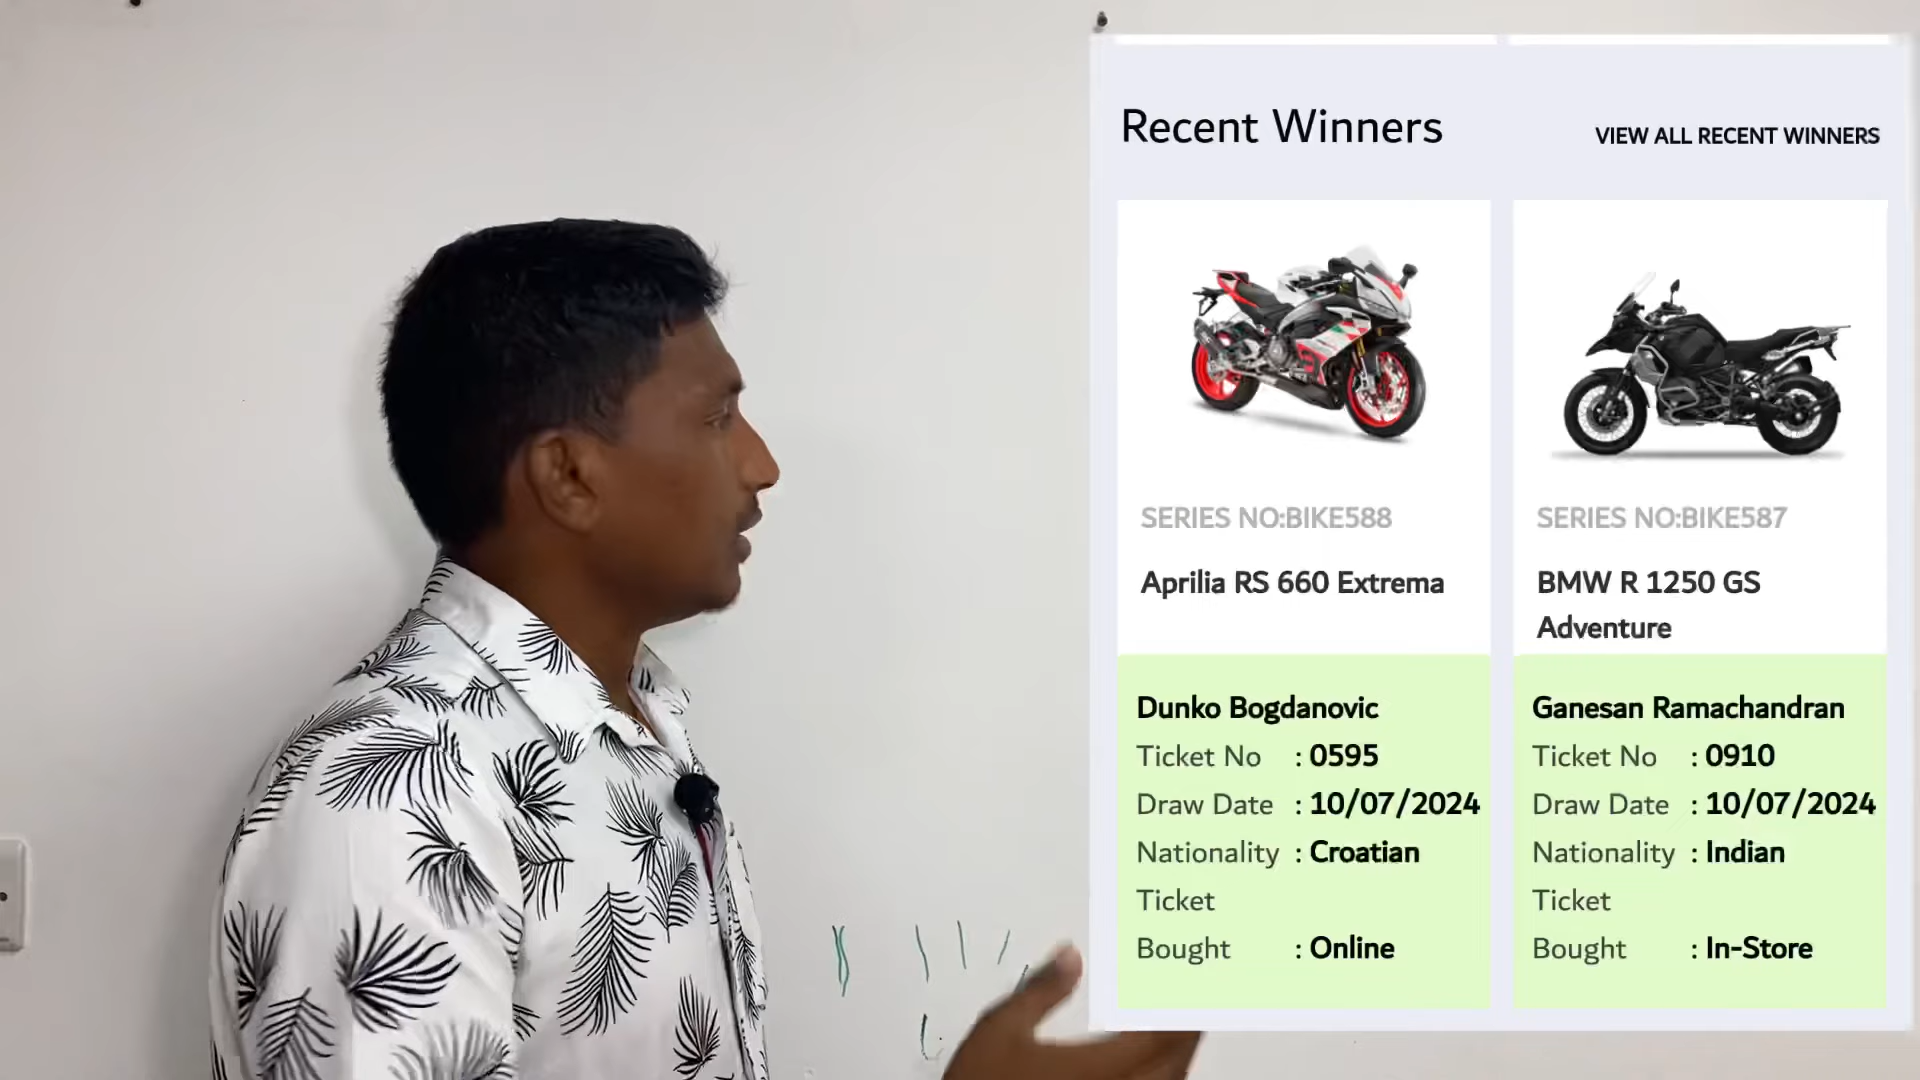 Recent Winners
VIEW ALL RECENT WINNERS
SERIES NO:BIKE588
Aprilia RS 660 Extrema
Dunko Bogdanovic
Ticket No : 0595
Draw Date : 10/07/2024
Nationality : Croatian
Ticket
Bought : Online
SERIES NO:BIKE587
BMW R 1250 GS
Adventure
Ganesan Ramachandran
Ticket No : 0910
Draw Date : 10/07/2024
Nationality : Indian
Ticket
Bought : In-Store